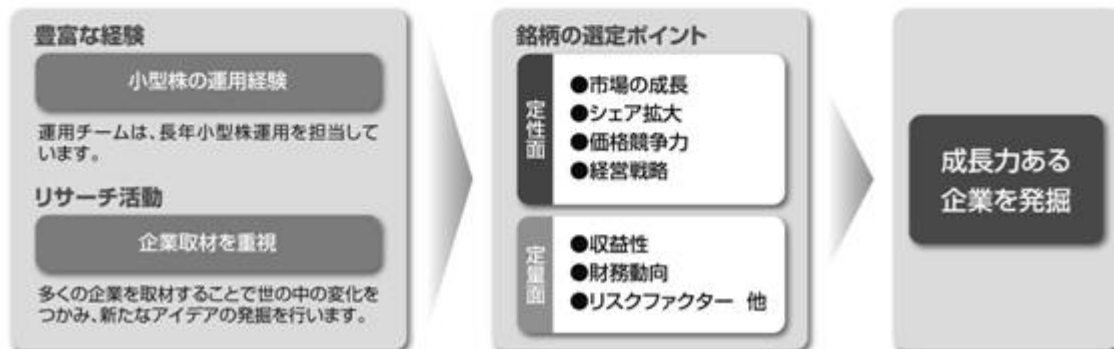 豊富な経験
小型株の運用経験
運用チームは、長年小型株運用を担当して
います。
リサーチ活動
企業取材を重視
多くの企業を取材することで世の中の変化を
つかみ、新たなアイデアの発掘を行います。
銘柄の選定ポイント
定性面
●市場の成長
●シェア拡大
●価格競争力
●経営戦略
定量面
●収益性
●財務動向
●リスクファクター 他
成長力ある
企業を発掘